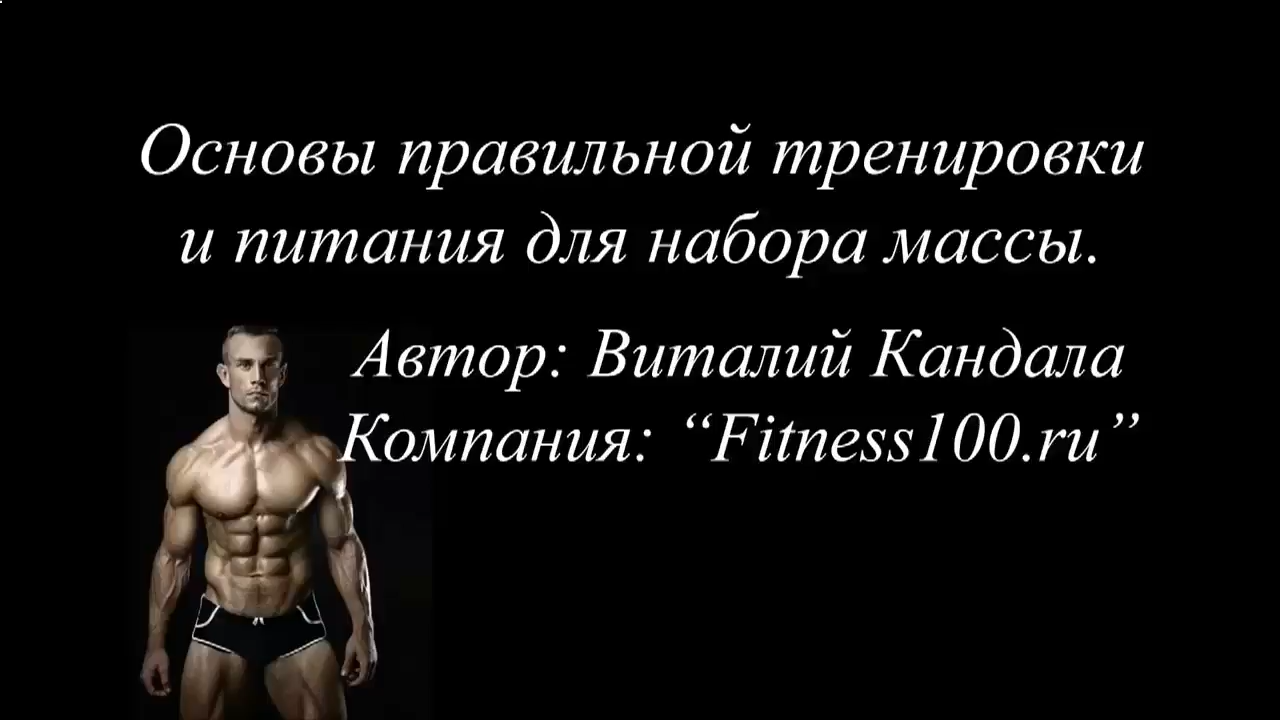 Основы правильной тренировки
и питания для набора массы.
Автор: Виталий Кандала
Компания: “Fitness100.ru”